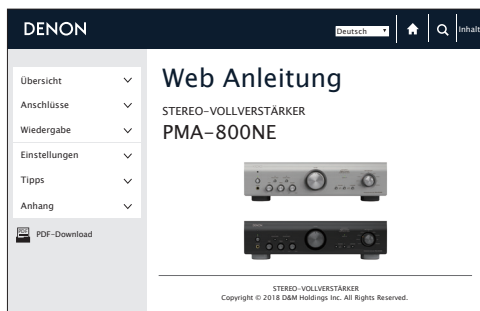 DENON
Deutsch
Inhalt
Übersicht
Anschlüsse
Wiedergabe
Einstellungen
Tipps
Anhang
PDF
PDF-Download
Web Anleitung
STEREO-VOLLVERSTÄRKER
PMA-800NE
STEREO-VOLLVERSTÄRKER
Copyright © 2018 D&M Holdings Inc. All Rights Reserved.